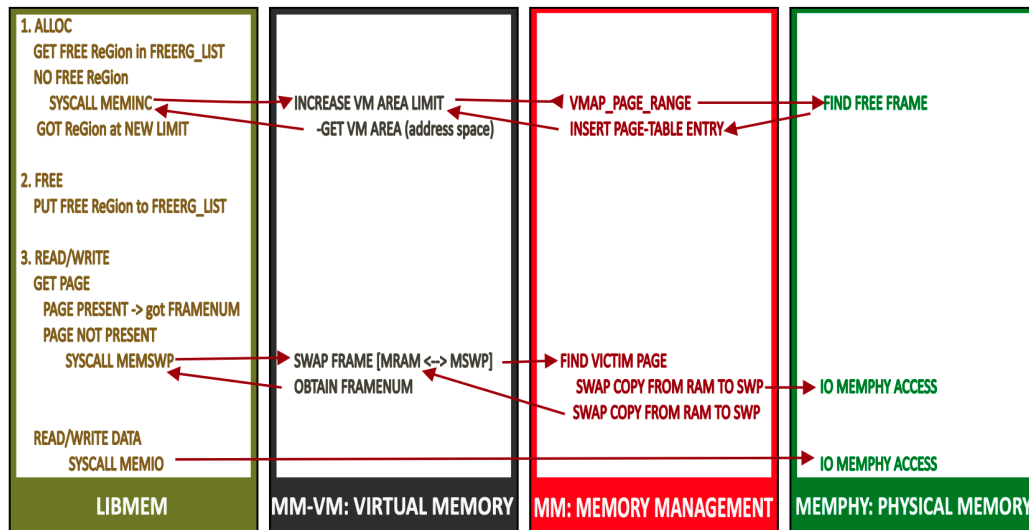 1. ALLOC
GET FREE ReGion in FREERG_LIST
NO FREE ReGion
SYSCALL MEMINC
GOT ReGion at NEW LIMIT
2. FREE
PUT FREE ReGion to FREERG_LIST
3. READ/WRITE
GET PAGE
PAGE PRESENT -> got FRAMENUM
PAGE NOT PRESENT
SYSCALL MEMSWP
READ/WRITE DATA
SYSCALL MEMIO
LIBMEM
INCREASE VM AREA LIMIT
-GET VM AREA (address space)
SWAP FRAME [MRAM <--> MSWP]
OBTAIN FRAMENUM
MM-VM: VIRTUAL MEMORY
VMAP_PAGE_RANGE
INSERT PAGE-TABLE ENTRY
FIND VICTIM PAGE
SWAP COPY FROM RAM TO SWP
SWAP COPY FROM RAM TO SWP
MM: MEMORY MANAGEMENT
FIND FREE FRAME
IO MEMPHY ACCESS
IO MEMPHY ACCESS
MEMPHY: PHYSICAL MEMORY